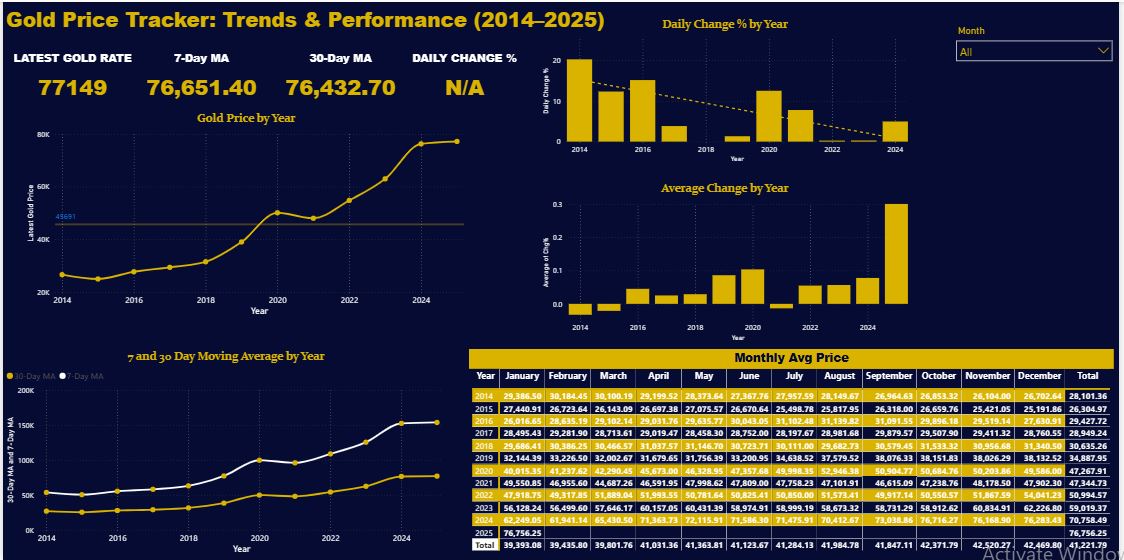 Gold Price Tracker: Trends & Performance (2014–2025)
LATEST GOLD RATE
77149
7-Day MA
76,651.40
30-Day MA
76,432.70
DAILY CHANGE %
N/A
Month
All
Daily Change % by Year
Daily Change %
20
10
0
2014 2016 2018 2020 2022 2024
Year
Gold Price by Year
Latest Gold Price
80K
60K
45691
40K
20K
2014 2016 2018 2020 2022 2024
Year
Average Change by Year
Average of Chg%
0.3
0.2
0.1
0.0
2014 2016 2018 2020 2022 2024
Year
7 and 30 Day Moving Average by Year
30-Day MA 7-Day MA
30-Day MA and 7-Day MA
200K
150K
100K
50K
0K
2014 2016 2018 2020 2022 2024
Year
Monthly Avg Price
Year January February March April May June July August September October November December Total
2014 29,386.50 30,184.45 30,100.19 29,199.52 28,373.64 27,367.76 27,957.59 28,149.67 26,964.63 26,853.32 26,104.00 26,702.64 28,101.36
2015 27,440.91 26,723.64 26,143.09 26,697.38 27,075.57 26,670.64 25,498.78 25,817.95 26,318.00 26,659.76 25,421.05 25,191.86 26,304.97
2016 26,016.65 28,635.19 29,102.14 29,031.76 29,635.77 30,043.05 31,102.48 31,139.82 31,091.55 29,896.18 29,519.14 27,630.91 29,427.72
2017 28,495.43 29,281.90 28,713.61 29,019.47 28,458.30 28,752.00 28,197.67 28,981.68 29,879.57 29,507.90 29,411.32 28,760.55 28,949.24
2018 29,686.41 30,386.25 30,466.57 31,037.57 31,146.70 30,723.71 30,111.00 29,682.73 30,579.45 31,533.32 30,956.68 31,340.50 30,635.26
2019 32,144.39 33,226.50 32,002.67 31,679.65 31,756.39 33,200.95 34,638.52 37,579.52 38,076.33 38,151.83 38,026.29 38,132.52 34,887.95
2020 40,015.35 41,237.62 42,290.45 45,673.00 46,328.95 47,357.68 49,998.35 52,946.38 50,904.77 50,684.76 50,203.86 49,586.00 47,267.91
2021 49,550.85 46,955.60 44,687.26 46,591.95 47,998.62 47,809.00 47,758.23 47,101.91 46,615.09 47,238.76 48,178.50 47,902.30 47,344.73
2022 47,918.75 49,317.85 51,889.04 51,993.55 50,781.64 50,825.41 50,850.00 51,573.41 49,917.14 50,550.57 51,867.59 54,041.23 50,994.57
2023 56,128.24 56,499.60 57,646.17 60,157.05 60,431.39 58,974.91 58,999.19 58,673.32 58,731.29 58,912.62 60,834.91 62,226.80 59,019.37
2024 62,249.05 61,941.14 65,430.50 71,363.73 72,115.91 71,586.30 71,475.91 70,412.67 73,038.86 76,716.27 76,168.90 76,283.43 70,758.49
2025 76,756.25 76,756.25
Total 39,393.08 39,435.80 39,801.76 41,031.36 41,363.81 41,123.67 41,284.13 41,984.78 41,847.11 42,371.79 42,520.27 42,469.80 41,221.79
Activate Window